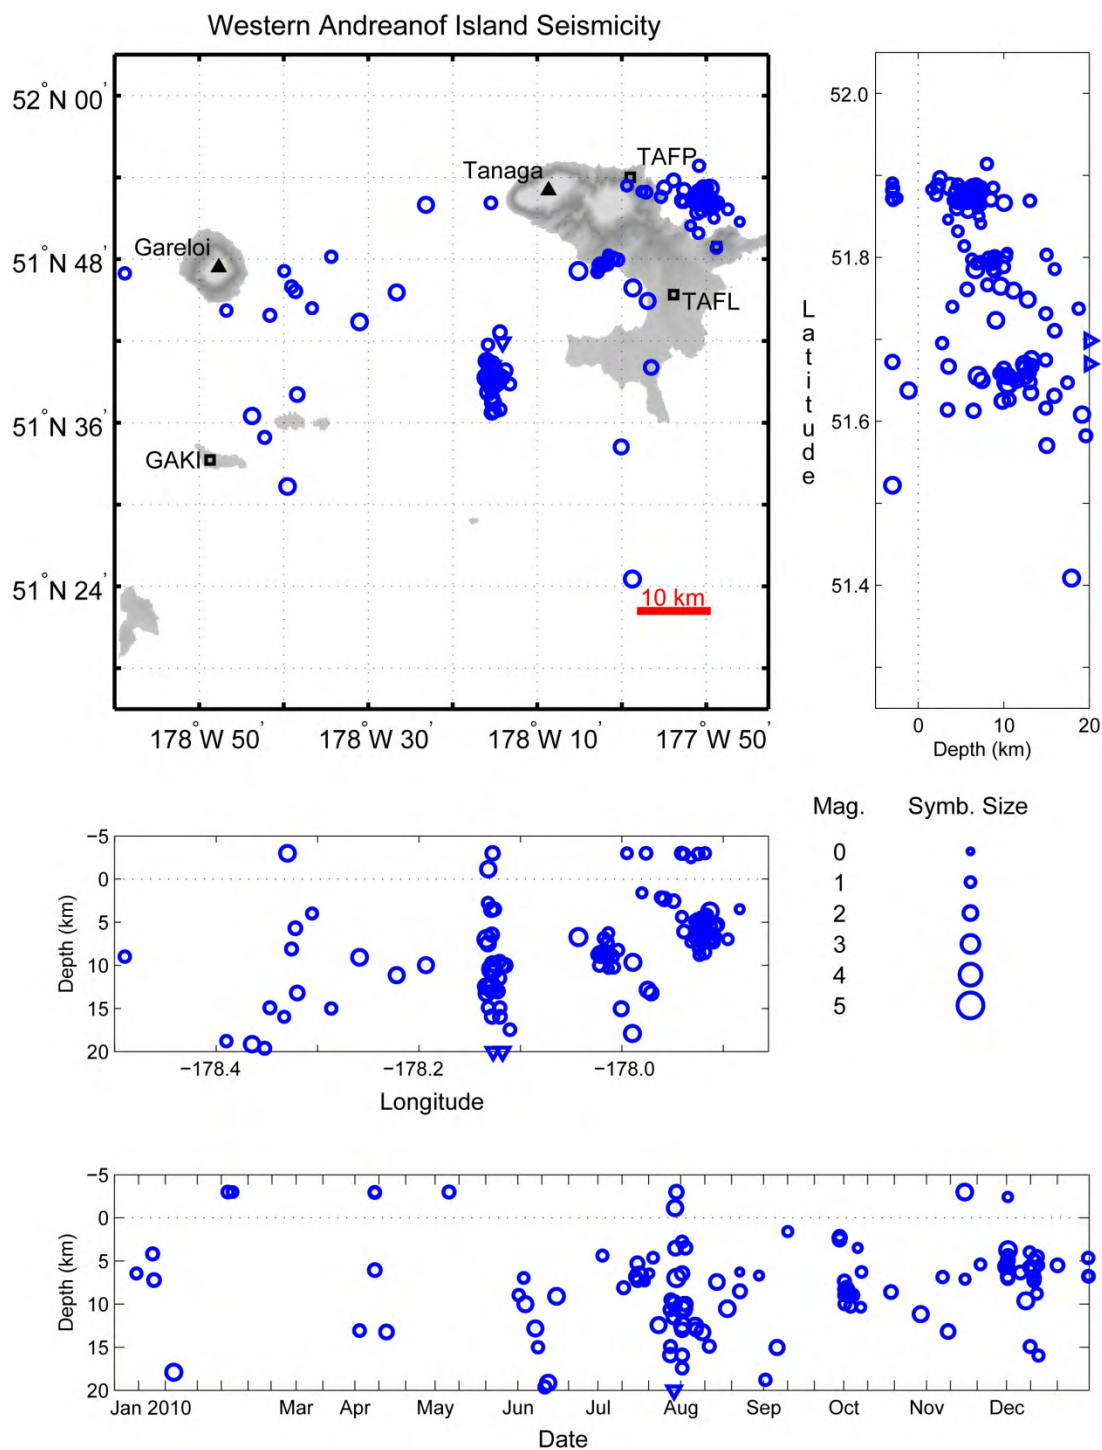 Western Andreanof Island Seismicity
52°N 00'
51°N 48'
51°N 36'
51°N 24'
TAFP
Tanaga
Gareloi
TAFL
GAKI
10 km
178°W 50'
178°W 30'
178°W 10'
177°W 50'
52.0
51.8
51.6
51.4
Latitude
0
10
20
Depth (km)
Mag.
Symb. Size
0
1
2
3
4
5
−5
0
5
10
15
20
Depth (km)
−178.4
−178.2
−178.0
Longitude
−5
0
5
10
15
20
Depth (km)
Jan 2010
Mar
Apr
May
Jun
Jul
Aug
Sep
Oct
Nov
Dec
Date